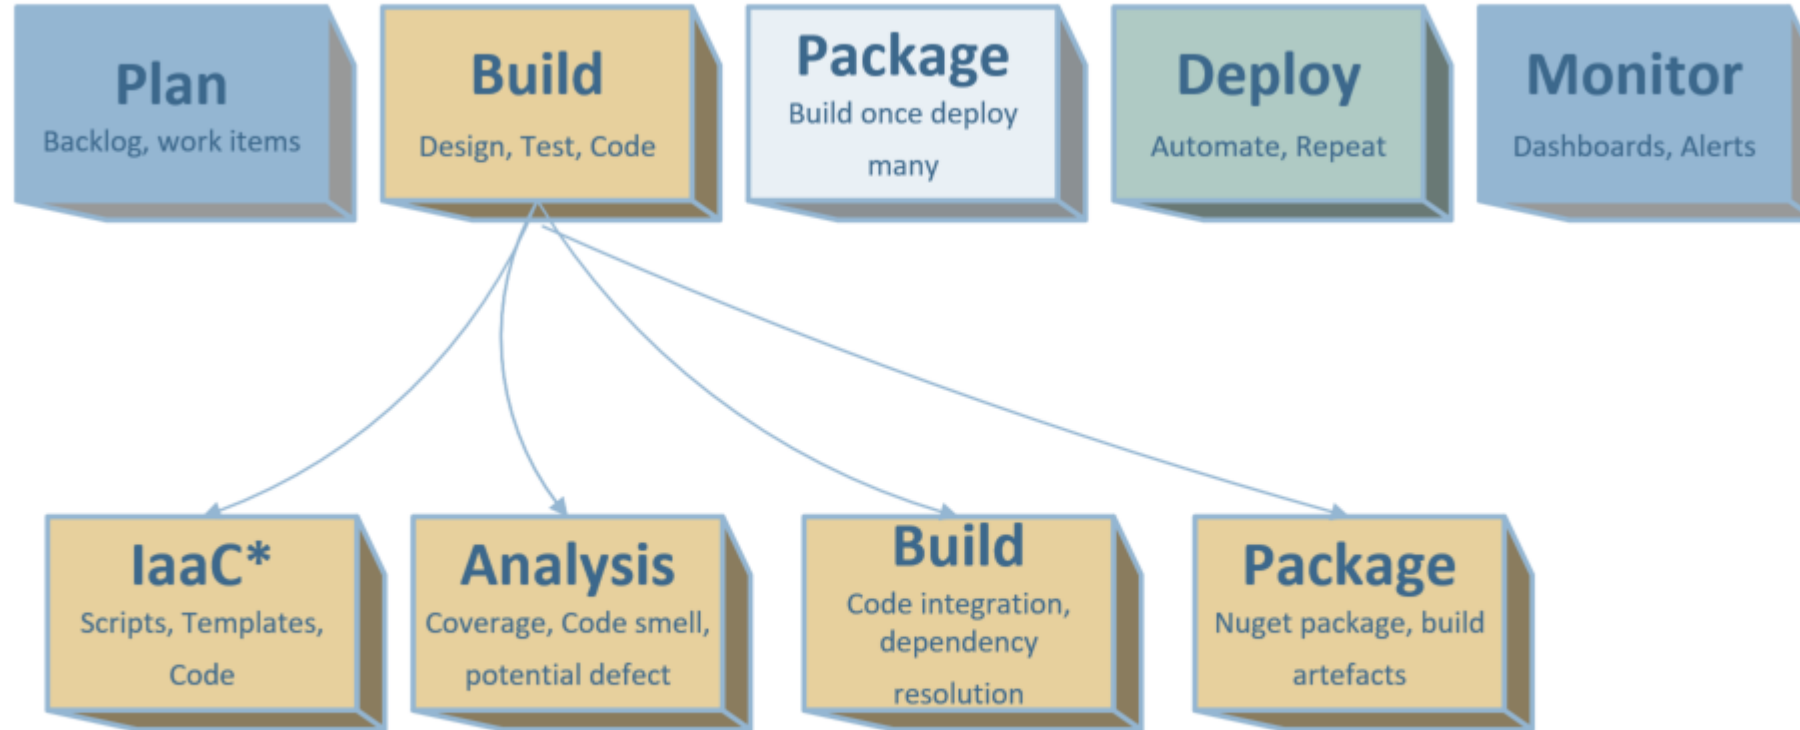 Plan
Backlog, work items
Build
Design, Test, Code
Package
Build once deploy
many
Deploy
Automate, Repeat
Monitor
Dashboards, Alerts
IaaC*
Scripts, Templates,
Code
Analysis
Coverage, Code smell,
potential defect
Build
Code integration,
dependency
resolution
Package
Nuget package, build
artefacts